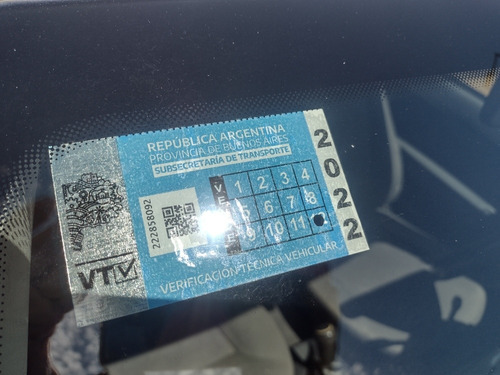 REPÚBLICA ARGENTINA
PROVINCIA DE BUENOS AIRES
SUBSECRETARÍA DE TRANSPORTE
2022
222858092
1 2 3 4
5 6 7 8
9 10 11
VTV
VERIFICACIÓN TÉCNICA VEHICULAR